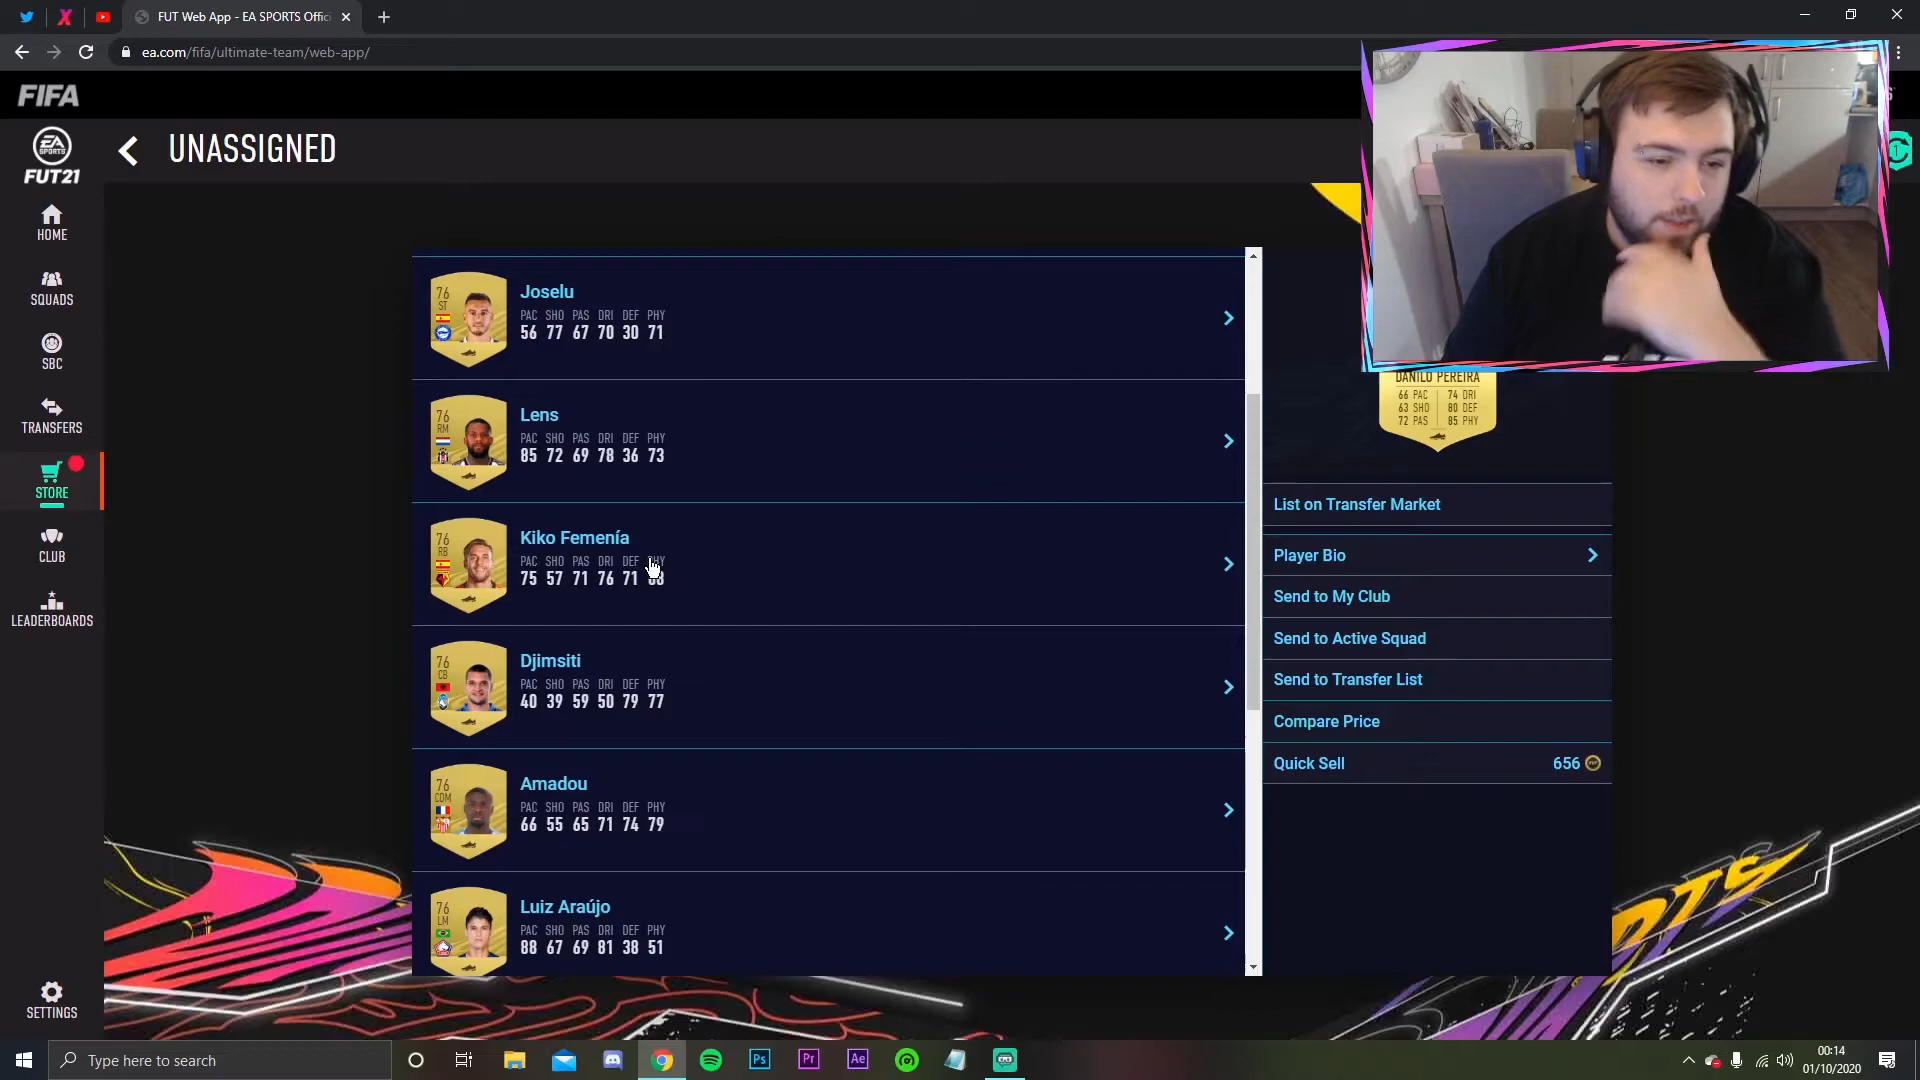 FUT Web App - EA SPORTS Offici
ea.com/fifa/ultimate-team/web-app/
FIFA
EA SPORTS
FUT21
UNASSIGNED
HOME
SQUADS
SBC
TRANSFERS
STORE
CLUB
LEADERBOARDS
SETTINGS
76
ST
Joselu
PAC SHO PAS DRI DEF PHY
56 77 67 70 30 71
76
RM
Lens
PAC SHO PAS DRI DEF PHY
85 72 69 78 36 73
76
RB
Kiko Femenía
PAC SHO PAS DRI DEF PHY
75 57 71 76 71
76
CB
Djimsiti
PAC SHO PAS DRI DEF PHY
40 39 59 50 79 77
76
CDM
Amadou
PAC SHO PAS DRI DEF PHY
66 55 65 71 74 79
76
LM
Luiz Araújo
PAC SHO PAS DRI DEF PHY
88 67 69 81 38 51
DANILO PEREIRA
66 PAC 74 DRI
63 SHO 80 DEF
72 PAS 85 PHY
List on Transfer Market
Player Bio
Send to My Club
Send to Active Squad
Send to Transfer List
Compare Price
Quick Sell 656
Type here to search
Ps
Pr
Ae
00:14
01/10/2020